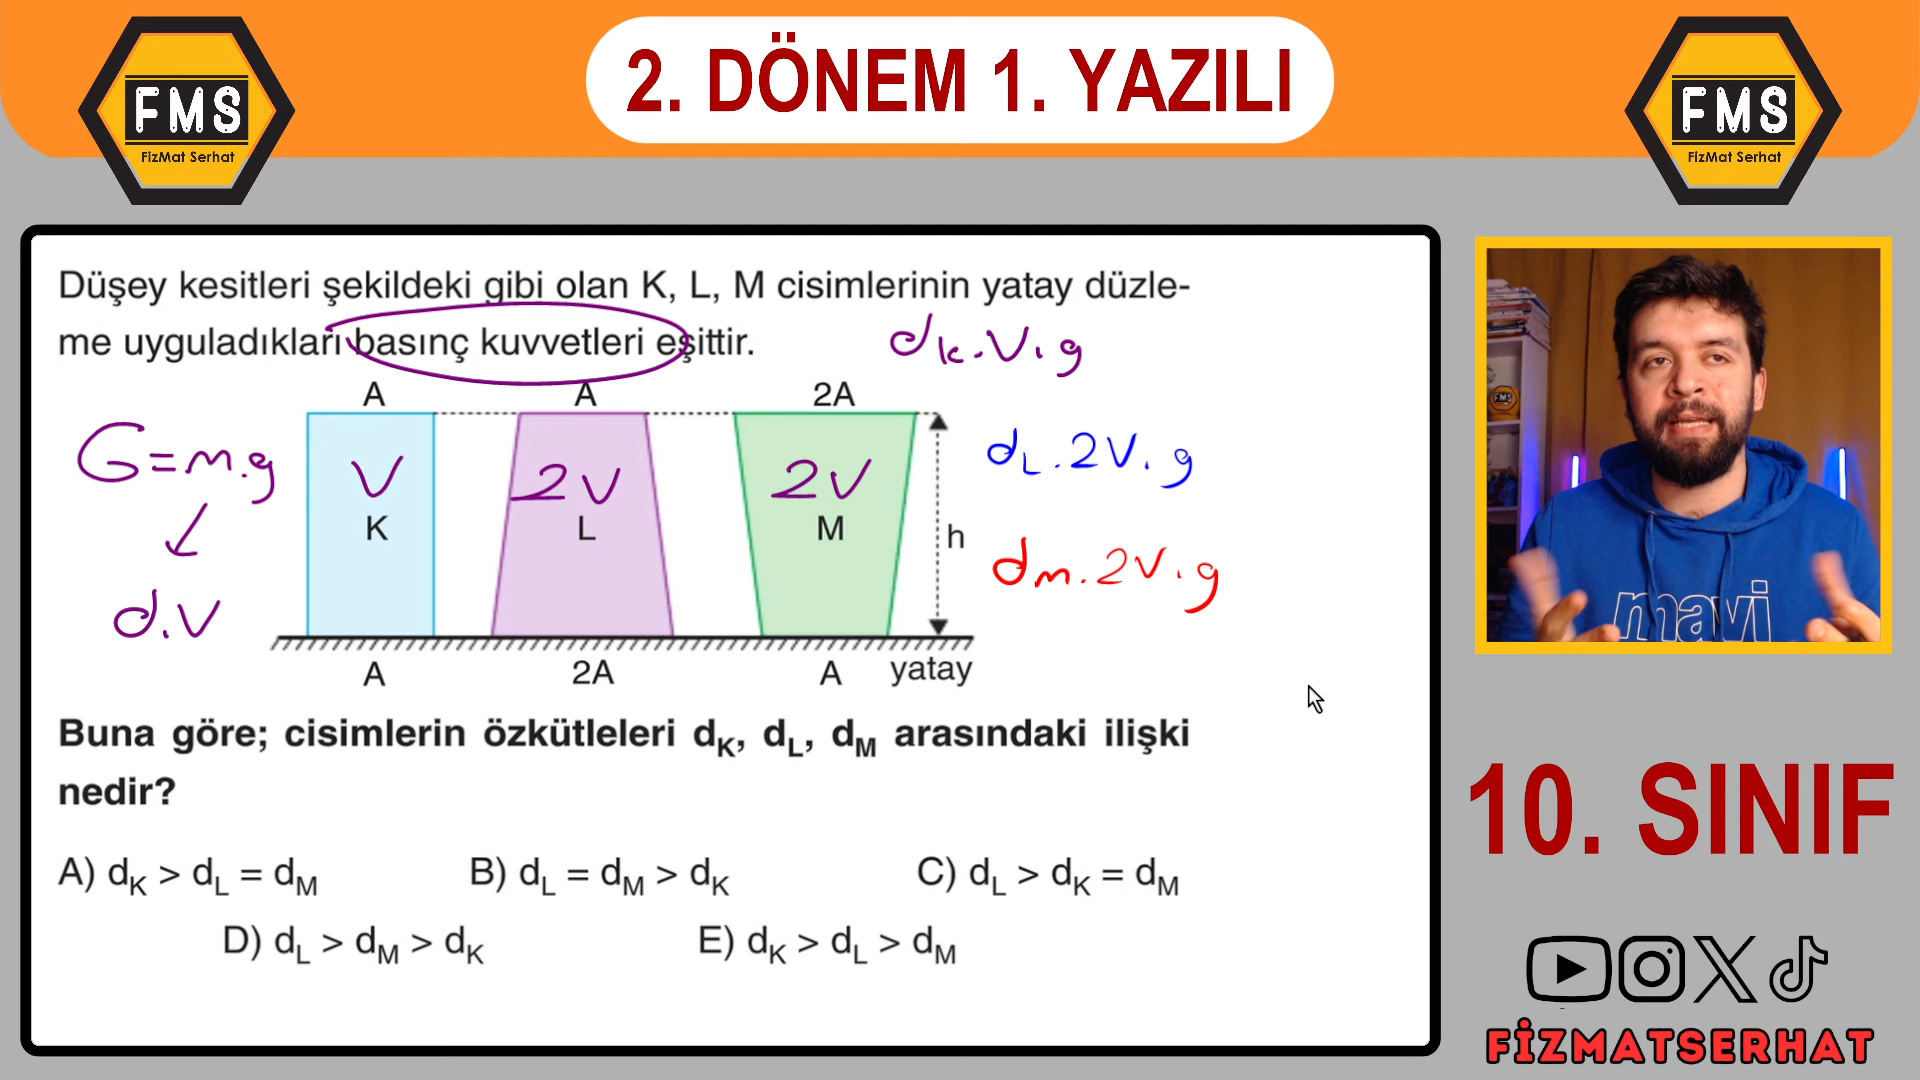 2. DÖNEM 1. YAZILI
FMS
FizMat Serhat
FMS
FizMat Serhat
Düşey kesitleri şekildeki gibi olan K, L, M cisimlerinin yatay düzle-
me uyguladıkları basınç kuvvetleri eşittir.
dk.V.g
A A 2A
G=m.g
V 2V 2V
dL.2V.g
K L M h
dm.2V.g
d.V
A 2A A yatay
Buna göre; cisimlerin özkütleleri dK, dL, dM arasındaki ilişki
nedir?
A) dK > dL = dM B) dL = dM > dK C) dL > dK = dM
D) dL > dM > dK E) dK > dL > dM
FMS
mavi
10. SINIF
FİZMATSERHAT